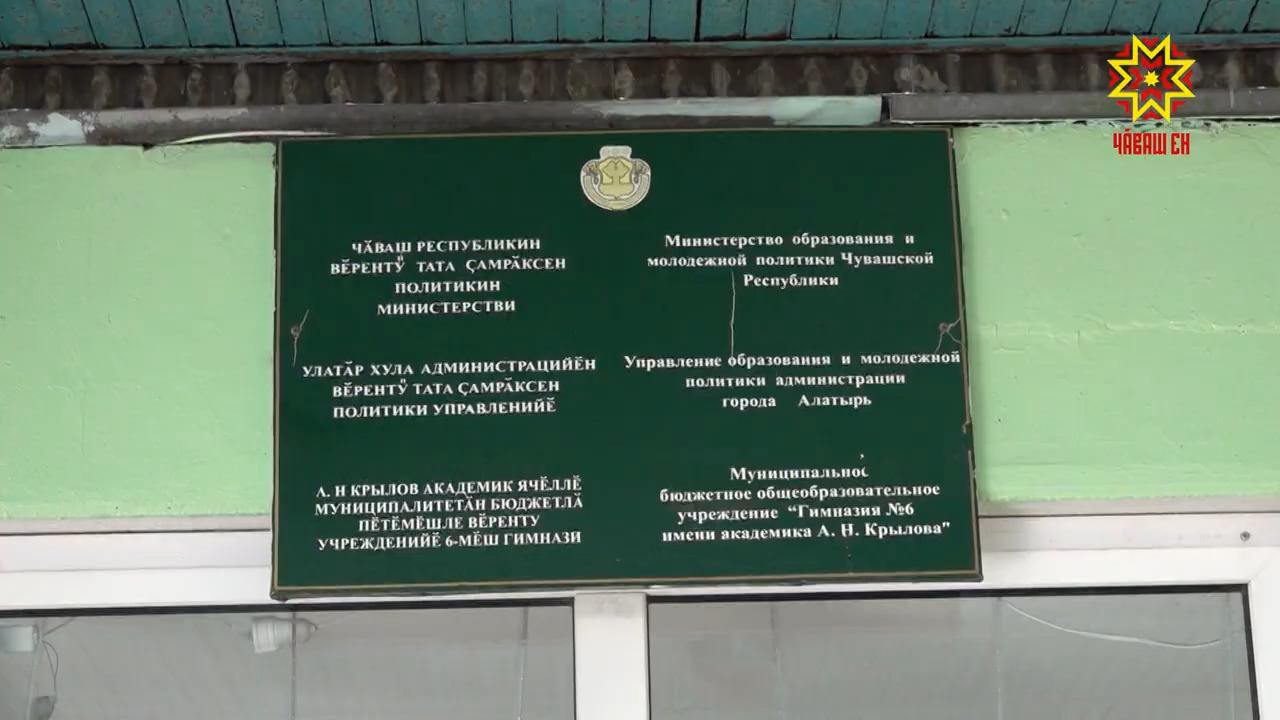 ЧӐВАШ ЕН
ЧӐВАШ РЕСПУБЛИКИН
ВӖРЕНТӲ ТАТА ҪАМРӐКСЕН
ПОЛИТИКИН
МИНИСТЕРСТВИ
Министерство образования и
молодежной политики Чувашской
Республики
УЛАТӐР ХУЛА АДМИНИСТРАЦИЙӖН
ВӖРЕНТӲ ТАТА ҪАМРӐКСЕН
ПОЛИТИКИ УПРАВЛЕНИЙӖ
Управление образования и молодежной
политики администрации
города Алатырь
А. Н КРЫЛОВ АКАДЕМИК ЯЧӖЛЛӖ
МУНИЦИПАЛИТЕТӐН БЮДЖЕТЛӐ
ПӖТӖМӖШЛЕ ВӖРЕНТУ
УЧРЕЖДЕНИЙӖ 6-МӖШ ГИМНАЗИ
Муниципальное
бюджетное общеобразовательное
учреждение “Гимназия №6
имени академика А. Н. Крылова"